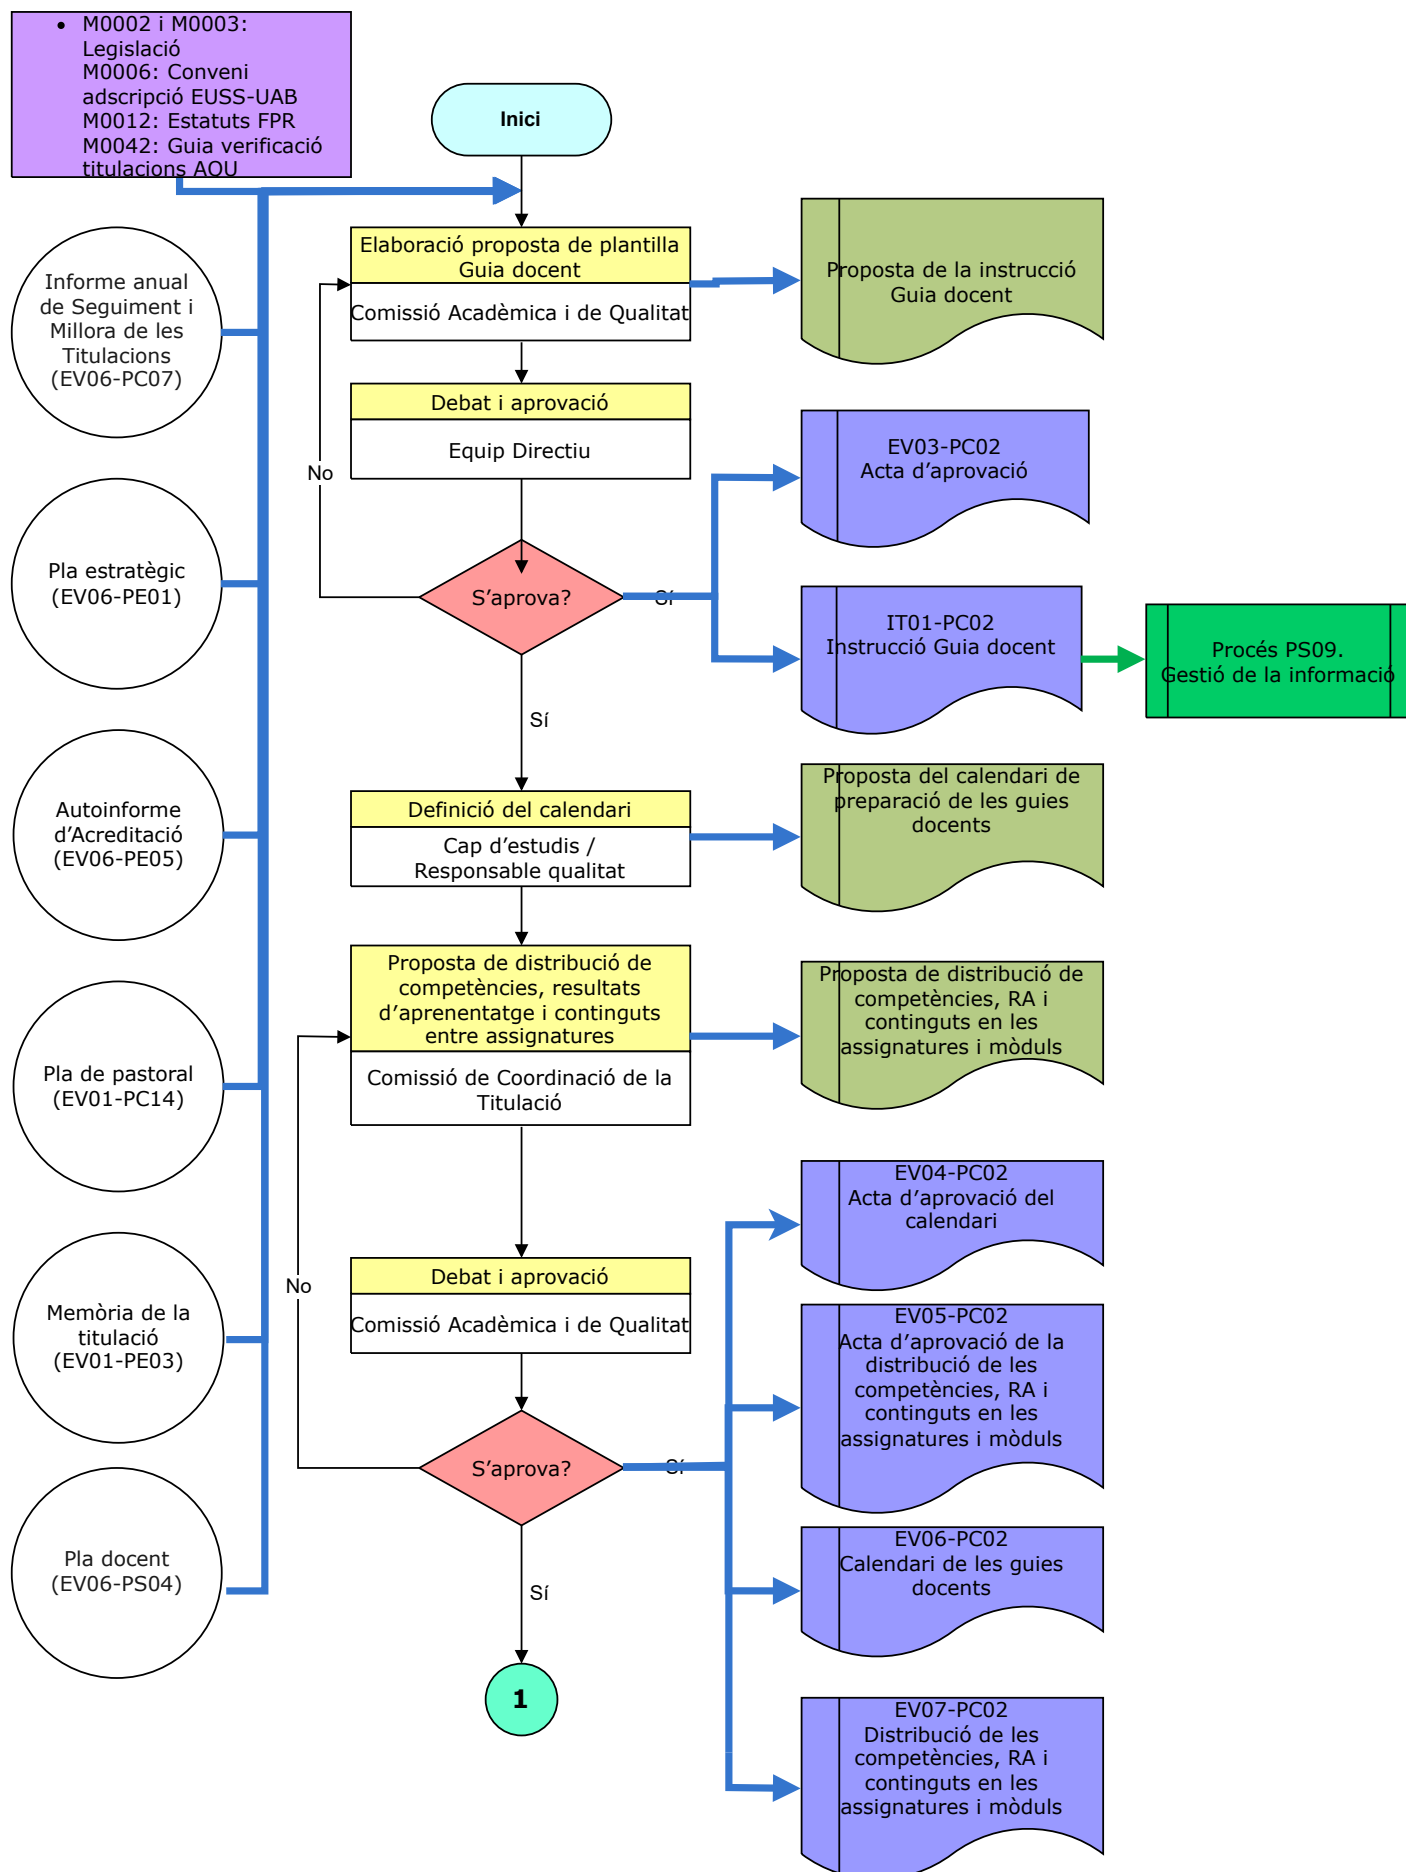 • M0002 i M0003:
Legislació
M0006: Conveni
adscripció EUSS-UAB
M0012: Estatuts FPR
M0042: Guia verificació
titulacions AQU
Inici
Informe anual
de Seguiment i
Millora de les
Titulacions
(EV06-PC07)
Pla estratègic
(EV06-PE01)
Autoinforme
d’Acreditació
(EV06-PE05)
Pla de pastoral
(EV01-PC14)
Memòria de la
titulació
(EV01-PE03)
Pla docent
(EV06-PS04)
Elaboració proposta de plantilla
Guia docent
Comissió Acadèmica i de Qualitat
Proposta de la instrucció
Guia docent
Debat i aprovació
Equip Directiu
No
S’aprova?
Sí
Sí
EV03-PC02
Acta d’aprovació
IT01-PC02
Instrucció Guia docent
Procés PS09.
Gestió de la informació
Definició del calendari
Cap d’estudis /
Responsable qualitat
Proposta del calendari de
preparació de les guies
docents
Proposta de distribució de
competències, resultats
d’aprenentatge i continguts
entre assignatures
Comissió de Coordinació de la
Titulació
Proposta de distribució de
competències, RA i
continguts en les
assignatures i mòduls
Debat i aprovació
Comissió Acadèmica i de Qualitat
No
S’aprova?
Sí
Sí
1
EV04-PC02
Acta d’aprovació del
calendari
EV05-PC02
Acta d’aprovació de la
distribució de les
competències, RA i
continguts en les
assignatures i mòduls
EV06-PC02
Calendari de les guies
docents
EV07-PC02
Distribució de les
competències, RA i
continguts en les
assignatures i mòduls